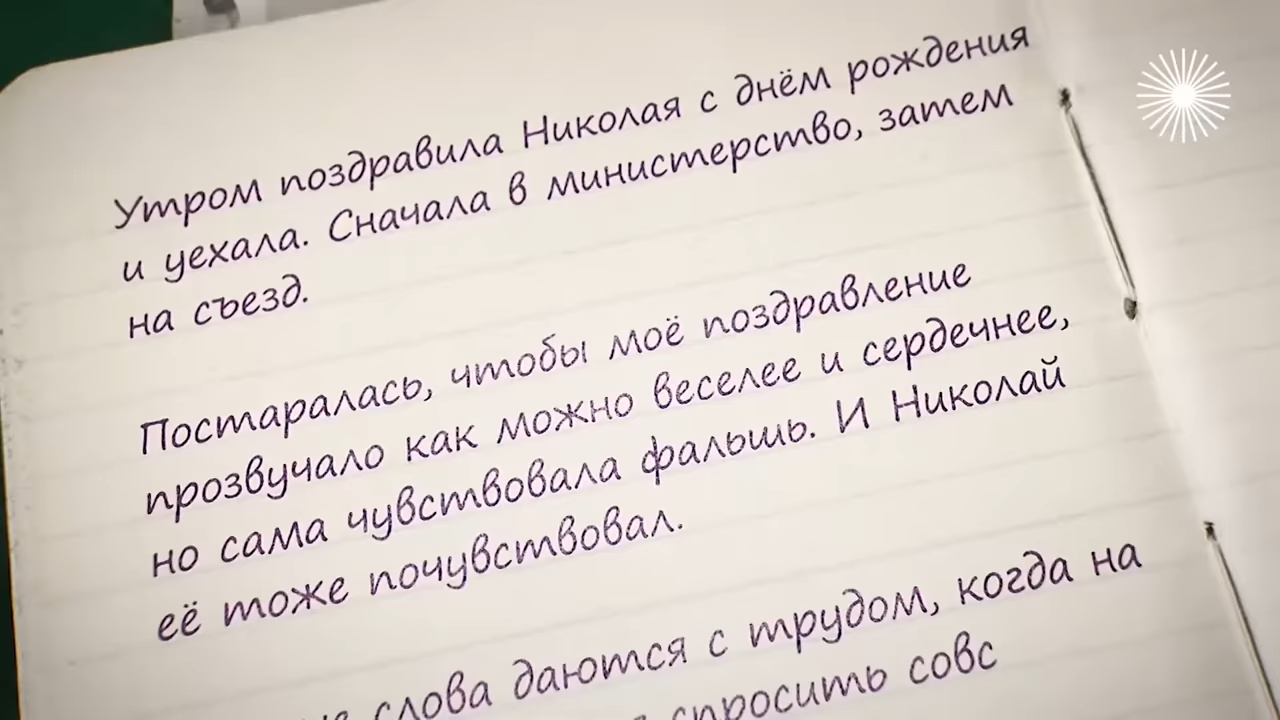 Утром поздравила Николая с днём рождения
и уехала. Сначала в министерство, затем
на съезд.
Постаралась, чтобы моё поздравление
прозвучало как можно веселее и сердечнее,
но сама чувствовала фальшь. И Николай
её тоже почувствовал.
слова даются с трудом, когда на
спросить совс